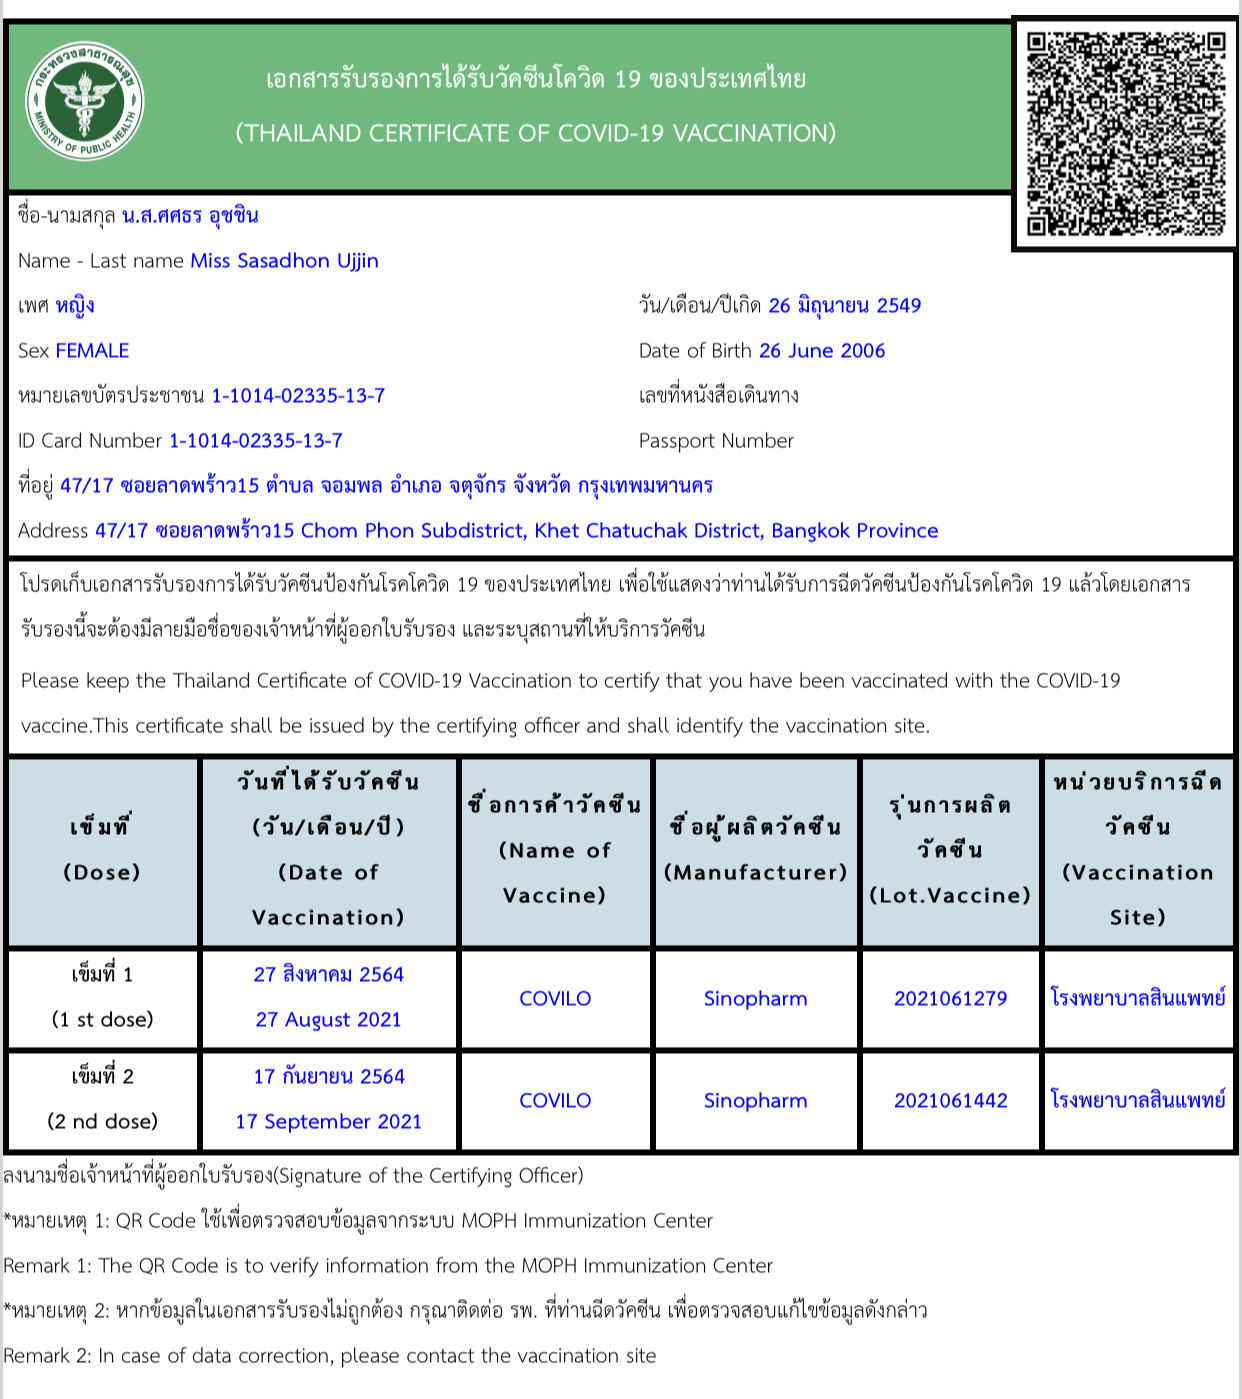 กระทรวงสาธารณสุข
MINISTRY OF PUBLIC HEALTH
เอกสารรับรองการได้รับวัคซีนโควิด 19 ของประเทศไทย
(THAILAND CERTIFICATE OF COVID-19 VACCINATION)
ชื่อ-นามสกุล น.ส.ศศธร อุชชิน
Name - Last name Miss Sasadhon Ujjin
เพศ หญิง วัน/เดือน/ปีเกิด 26 มิถุนายน 2549
Sex FEMALE Date of Birth 26 June 2006
หมายเลขบัตรประชาชน 1-1014-02335-13-7 เลขที่หนังสือเดินทาง
ID Card Number 1-1014-02335-13-7 Passport Number
ที่อยู่ 47/17 ซอยลาดพร้าว15 ตำบล จอมพล อำเภอ จตุจักร จังหวัด กรุงเทพมหานคร
Address 47/17 ซอยลาดพร้าว15 Chom Phon Subdistrict, Khet Chatuchak District, Bangkok Province
โปรดเก็บเอกสารรับรองการได้รับวัคซีนป้องกันโรคโควิด 19 ของประเทศไทย เพื่อใช้แสดงว่าท่านได้รับการฉีดวัคซีนป้องกันโรคโควิด 19 แล้วโดยเอกสาร
รับรองนี้จะต้องมีลายมือชื่อของเจ้าหน้าที่ผู้ออกใบรับรอง และระบุสถานที่ให้บริการวัคซีน
Please keep the Thailand Certificate of COVID-19 Vaccination to certify that you have been vaccinated with the COVID-19
vaccine.This certificate shall be issued by the certifying officer and shall identify the vaccination site.
เข็มที่
(Dose)
วันที่ได้รับวัคซีน
(วัน/เดือน/ปี)
(Date of
Vaccination)
ชื่อการค้าวัคซีน
(Name of
Vaccine)
ชื่อผู้ผลิตวัคซีน
(Manufacturer)
รุ่นการผลิต
วัคซีน
(Lot.Vaccine)
หน่วยบริการฉีด
วัคซีน
(Vaccination
Site)
เข็มที่ 1
(1 st dose)
27 สิงหาคม 2564
27 August 2021
COVILO
Sinopharm
2021061279
โรงพยาบาลสินแพทย์
เข็มที่ 2
(2 nd dose)
17 กันยายน 2564
17 September 2021
COVILO
Sinopharm
2021061442
โรงพยาบาลสินแพทย์
ลงนามชื่อเจ้าหน้าที่ผู้ออกใบรับรอง(Signature of the Certifying Officer)
*หมายเหตุ 1: QR Code ใช้เพื่อตรวจสอบข้อมูลจากระบบ MOPH Immunization Center
Remark 1: The QR Code is to verify information from the MOPH Immunization Center
*หมายเหตุ 2: หากข้อมูลในเอกสารรับรองไม่ถูกต้อง กรุณาติดต่อ รพ. ที่ท่านฉีดวัคซีน เพื่อตรวจสอบแก้ไขข้อมูลดังกล่าว
Remark 2: In case of data correction, please contact the vaccination site